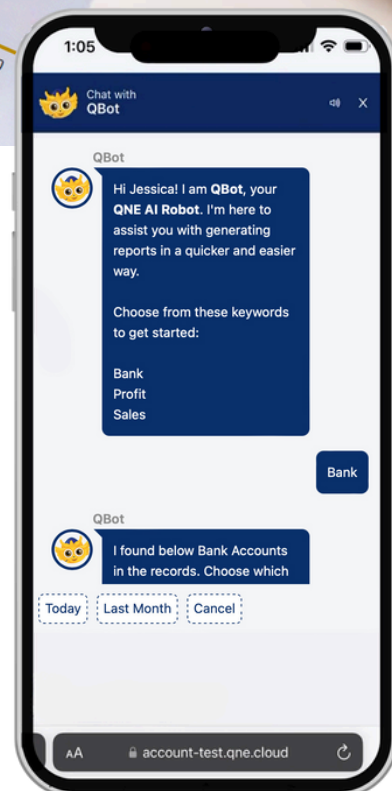 1:05
Chat with
QBot
X
QBot
Hi Jessica! I am QBot, your
QNE AI Robot. I'm here to
assist you with generating
reports in a quicker and easier
way.
Choose from these keywords
to get started:
Bank
Profit
Sales
Bank
QBot
I found below Bank Accounts
in the records. Choose which
Today
Last Month
Cancel
AA
account-test.qne.cloud